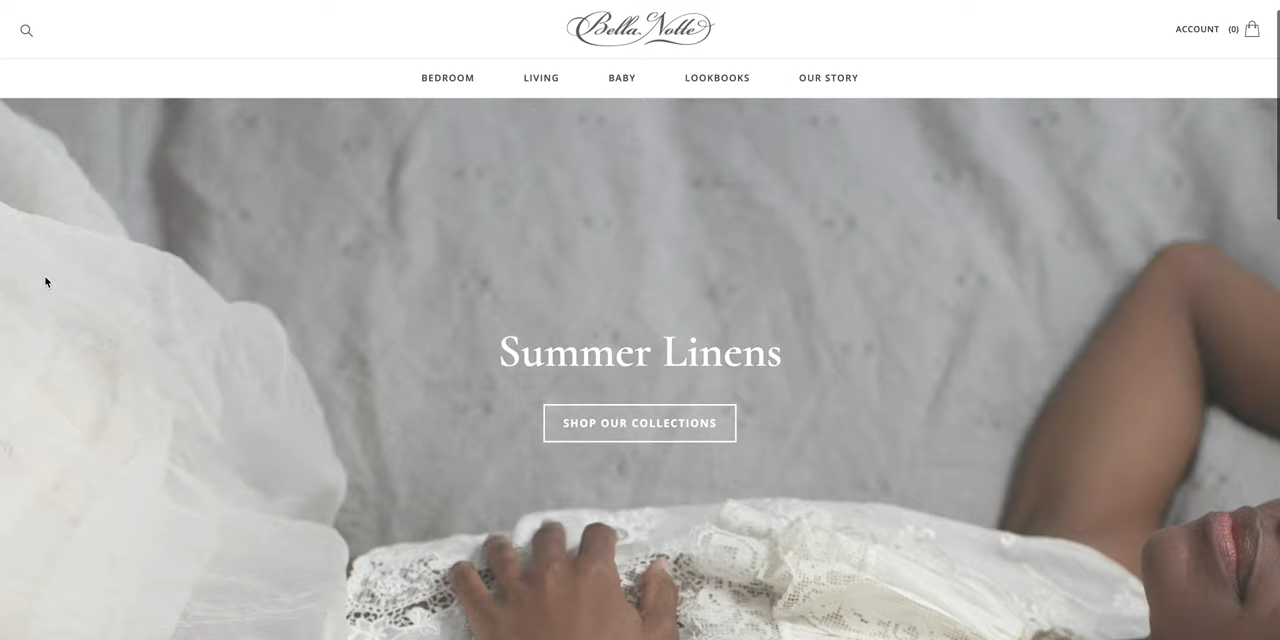 Bella Notte
ACCOUNT (0)
BEDROOM LIVING BABY LOOKBOOKS OUR STORY
Summer Linens
SHOP OUR COLLECTIONS